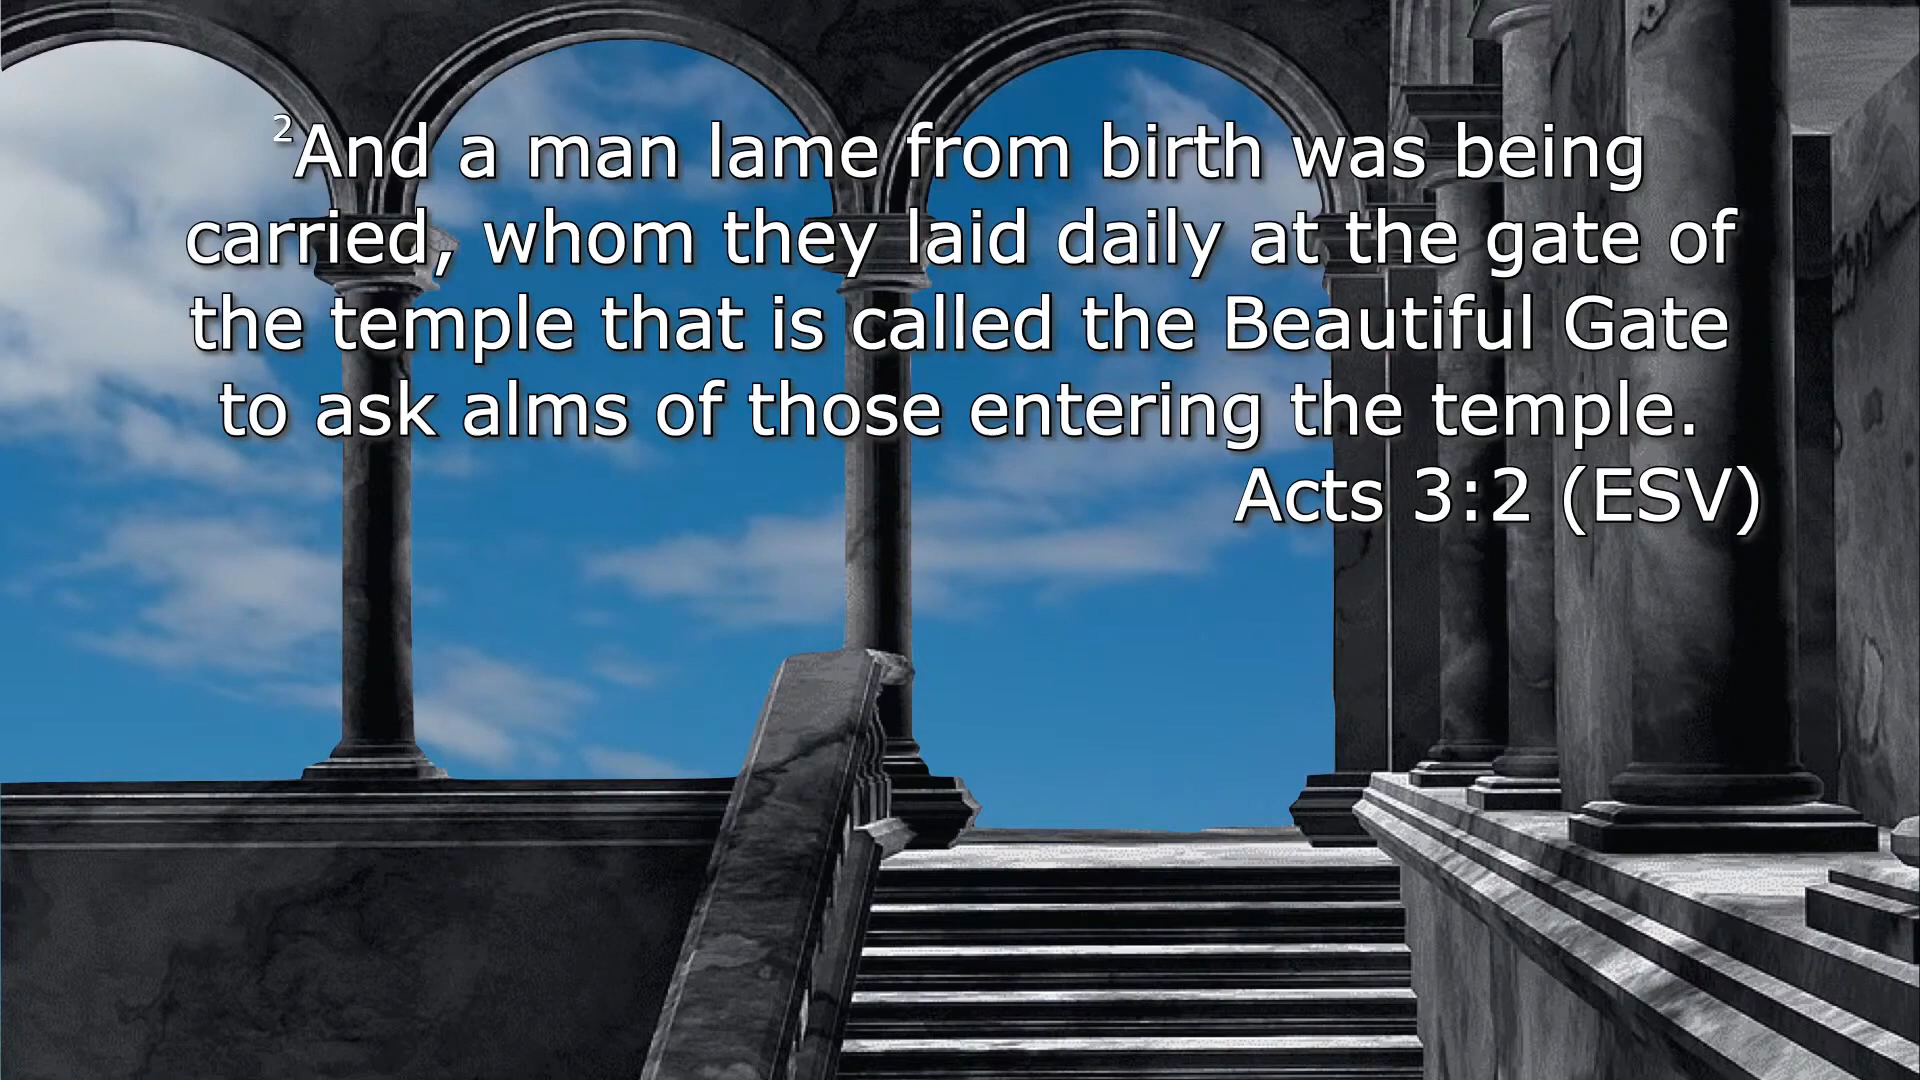 ²And a man lame from birth was being
carried, whom they laid daily at the gate of
the temple that is called the Beautiful Gate
to ask alms of those entering the temple.
Acts 3:2 (ESV)